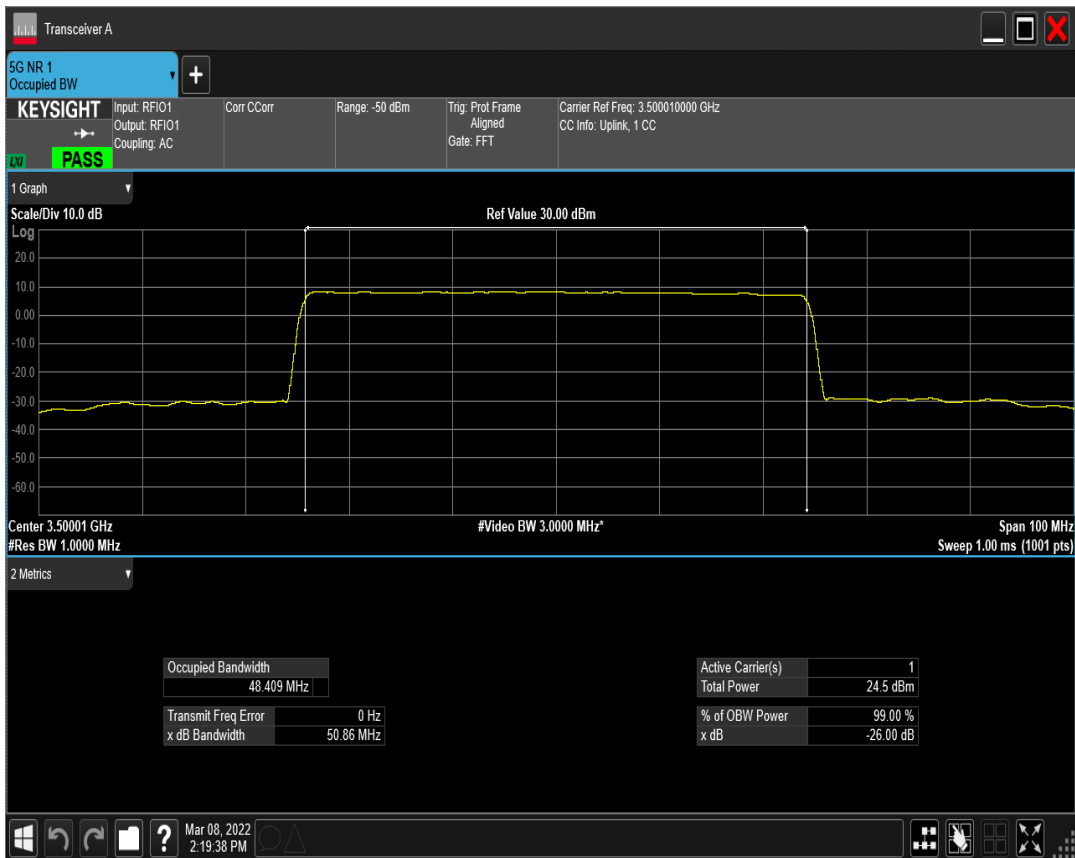 Transceiver A
5G NR 1
Occupied BW
+
KEYSIGHT
LXI
PASS
Input: RFIO1
Output: RFIO1
Coupling: AC
Corr CCorr
Range: -50 dBm
Trig: Prot Frame
Aligned
Gate: FFT
Carrier Ref Freq: 3.500010000 GHz
CC Info: Uplink, 1 CC
1 Graph
Scale/Div 10.0 dB
Ref Value 30.00 dBm
Log
20.0
10.0
0.00
-10.0
-20.0
-30.0
-40.0
-50.0
-60.0
Center 3.50001 GHz
#Video BW 3.0000 MHz*
Span 100 MHz
#Res BW 1.0000 MHz
Sweep 1.00 ms (1001 pts)
2 Metrics
Occupied Bandwidth
48.409 MHz
Transmit Freq Error 0 Hz
x dB Bandwidth 50.86 MHz
Active Carrier(s) 1
Total Power 24.5 dBm
% of OBW Power 99.00 %
x dB -26.00 dB
?
Mar 08, 2022
2:19:38 PM